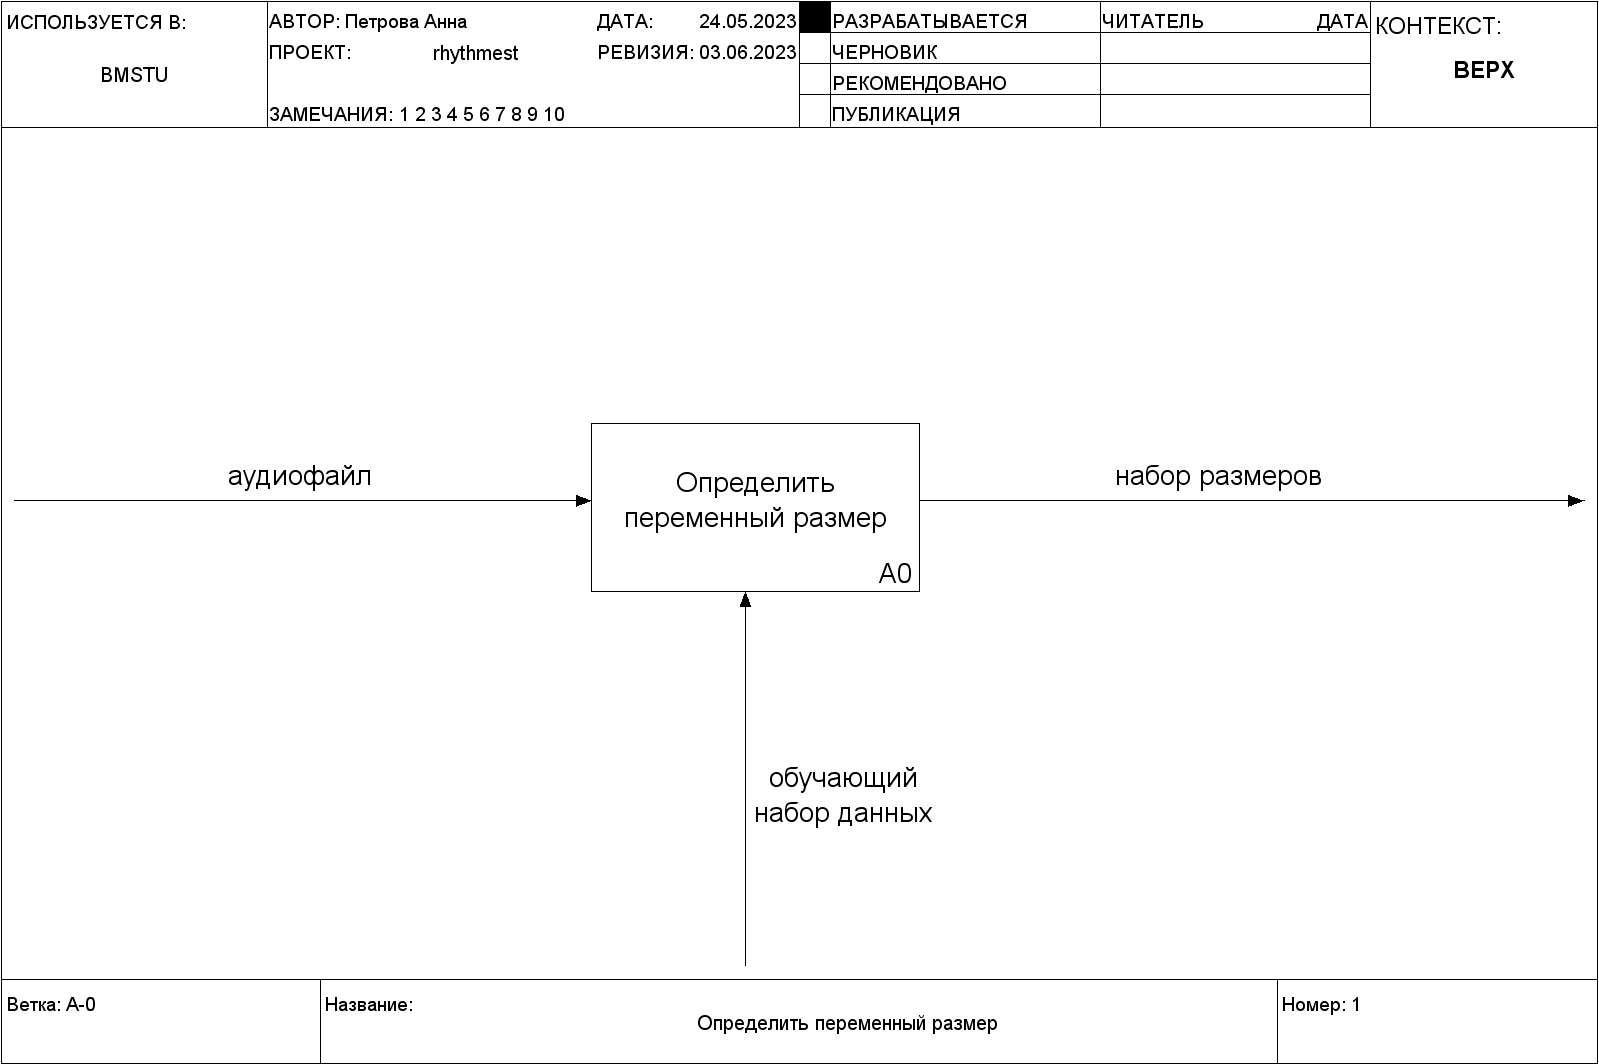 ИСПОЛЬЗУЕТСЯ В:
BMSTU
АВТОР: Петрова Анна
ДАТА: 24.05.2023
ПРОЕКТ: rhythmest
РЕВИЗИЯ: 03.06.2023
ЗАМЕЧАНИЯ: 1 2 3 4 5 6 7 8 9 10
РАЗРАБАТЫВАЕТСЯ
ЧЕРНОВИК
РЕКОМЕНДОВАНО
ПУБЛИКАЦИЯ
ЧИТАТЕЛЬ ДАТА
КОНТЕКСТ:
ВЕРХ
аудиофайл
Определить
переменный размер
A0
набор размеров
обучающий
набор данных
Ветка: A-0
Название:
Определить переменный размер
Номер: 1